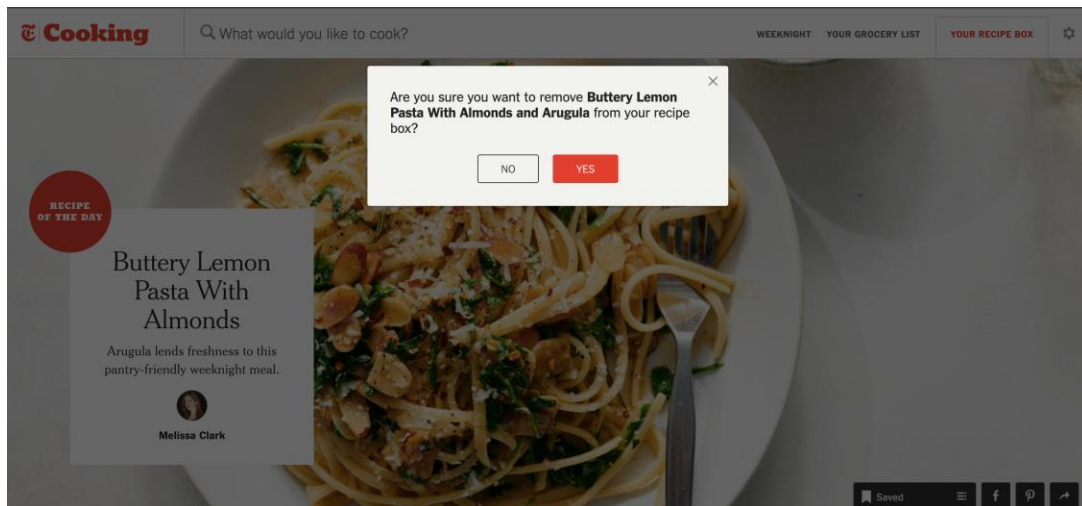 Cooking
What would you like to cook?
WEEKNIGHT
YOUR GROCERY LIST
YOUR RECIPE BOX
Are you sure you want to remove Buttery Lemon
Pasta With Almonds and Arugula from your recipe
box?
NO
YES
RECIPE
OF THE DAY
Buttery Lemon
Pasta With
Almonds
Arugula lends freshness to this
pantry-friendly weeknight meal.
Melissa Clark
Saved